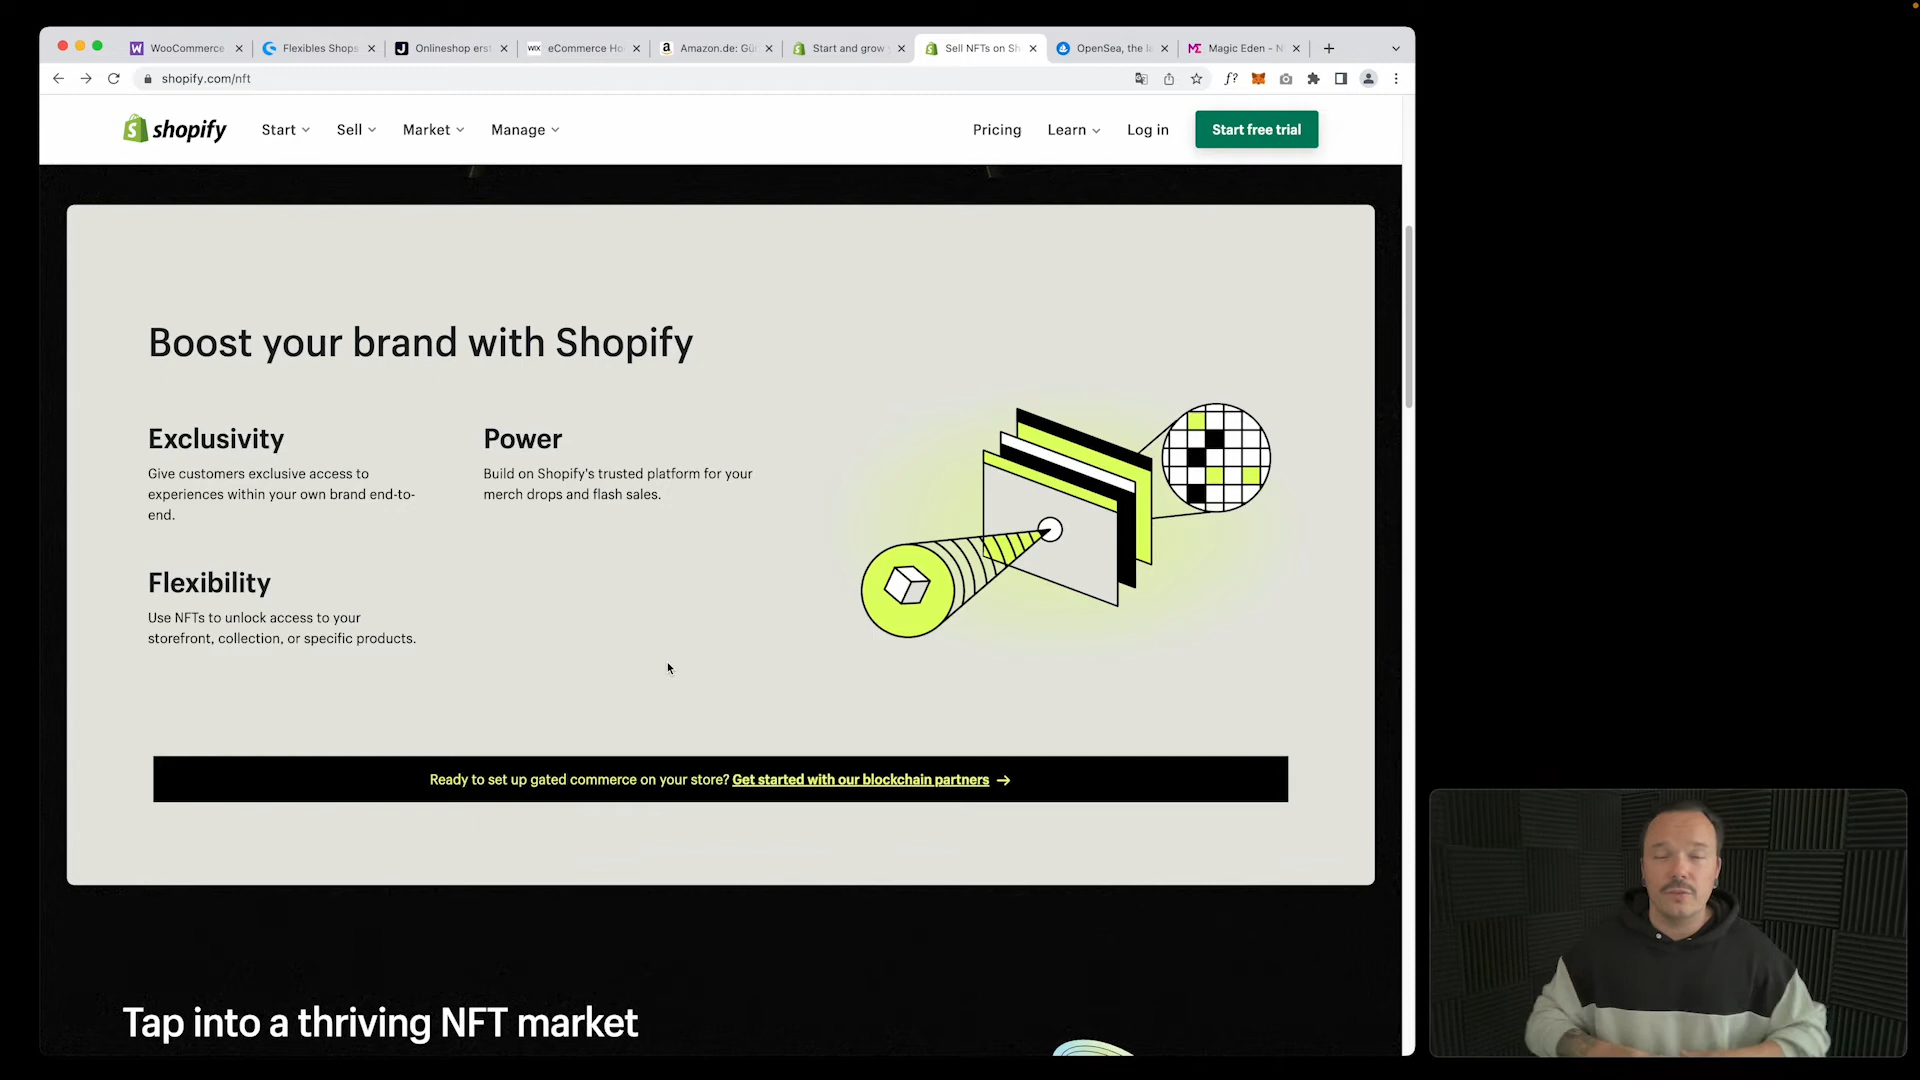 WooCommerce
Flexibles Shops
Onlineshop erst
WIX eCommerce Ho
Amazon.de: Gü
Start and grow
Sell NFTs on Sh
OpenSea, the
Magic Eden - N
shopify.com/nft
shopify
Start
Sell
Market
Manage
Pricing
Learn
Log in
Start free trial
Boost your brand with Shopify
Exclusivity
Give customers exclusive access to
experiences within your own brand end-to-
end.
Power
Build on Shopify's trusted platform for your
merch drops and flash sales.
Flexibility
Use NFTs to unlock access to your
storefront, collection, or specific products.
Ready to set up gated commerce on your store? Get started with our blockchain partners →
Tap into a thriving NFT market